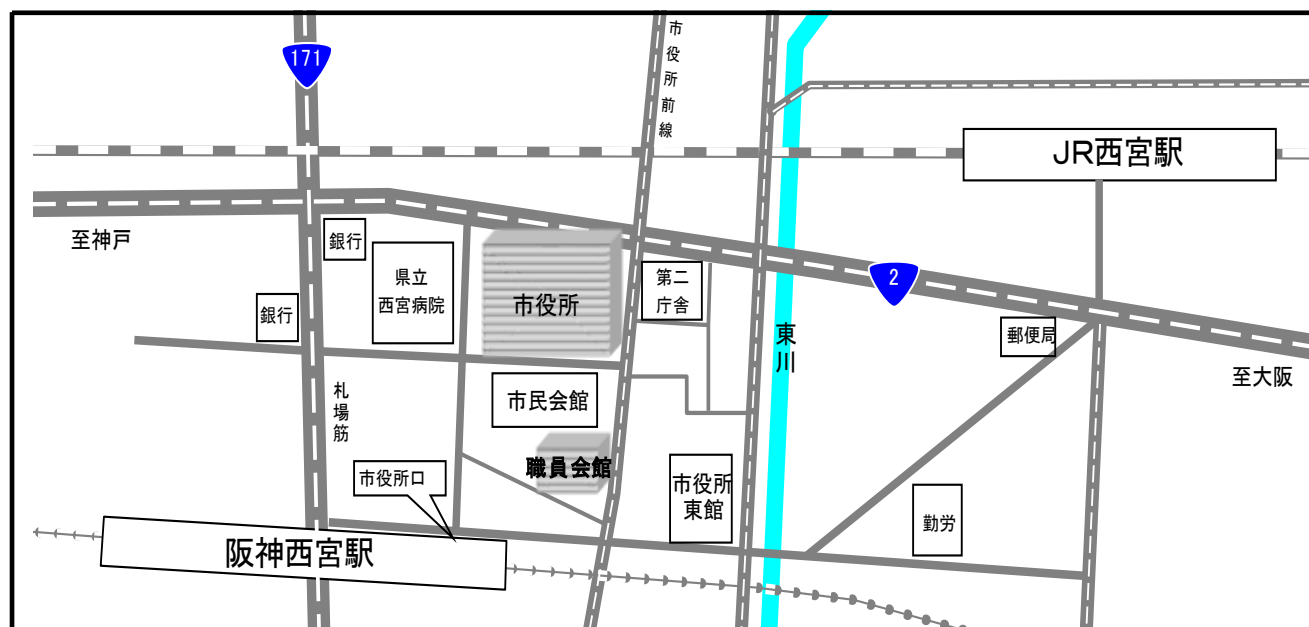 171
市役所前線
JR西宮駅
至神戸
銀行
県立
西宮病院
市役所
第二
庁舎
2
銀行
東川
郵便局
至大阪
札場筋
市民会館
職員会館
市役所口
市役所
東館
勤労
阪神西宮駅